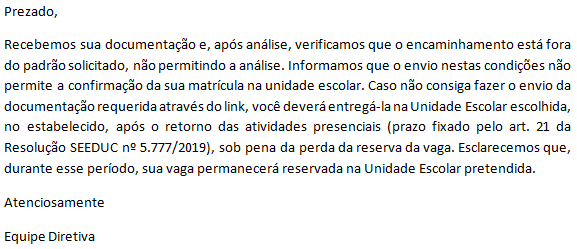 Prezado,
Recebemos sua documentação e, após análise, verificamos que o encaminhamento está fora
do padrão solicitado, não permitindo a análise. Informamos que o envio nestas condições não
permite a confirmação da sua matrícula na unidade escolar. Caso não consiga fazer o envio da
documentação requerida através do link, você deverá entregá-la na Unidade Escolar escolhida,
no estabelecido, após o retorno das atividades presenciais (prazo fixado pelo art. 21 da
Resolução SEEDUC nº 5.777/2019), sob pena da perda da reserva da vaga. Esclarecemos que,
durante esse período, sua vaga permanecerá reservada na Unidade Escolar pretendida.
Atenciosamente
Equipe Diretiva